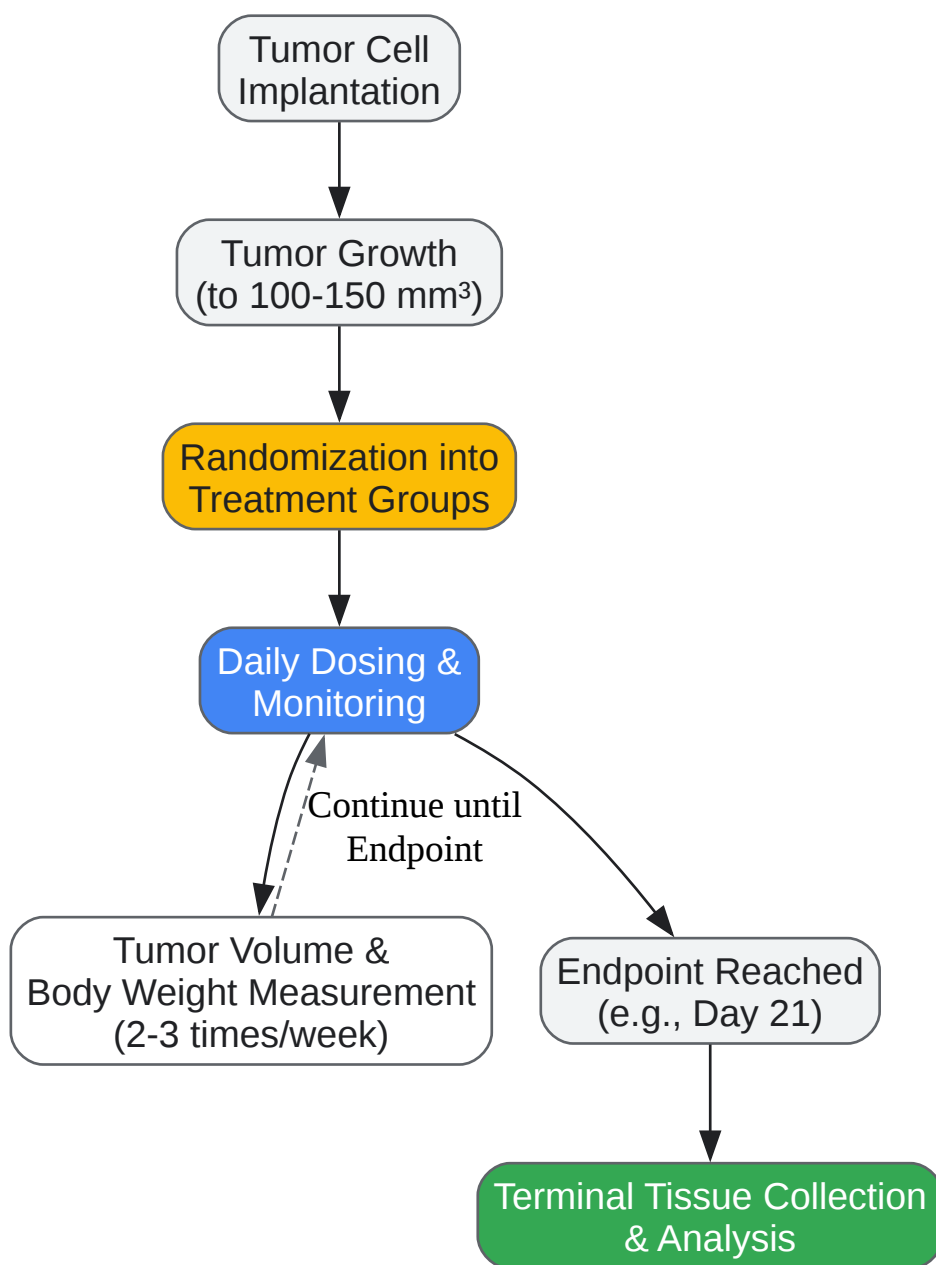 Tumor Cell
Implantation
Tumor Growth
(to 100-150 mm³)
Randomization into
Treatment Groups
Daily Dosing &
Monitoring
Continue until
Endpoint
Tumor Volume &
Body Weight Measurement
(2-3 times/week)
Endpoint Reached
(e.g., Day 21)
Terminal Tissue Collection
& Analysis